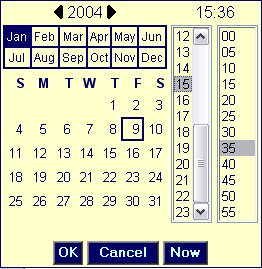 2004 15:36
Jan Feb Mar Apr May Jun
Jul Aug Sep Oct Nov Dec
S M T W T F S
1 2 3
4 5 6 7 8 9 10
11 12 13 14 15 16 17
18 19 20 21 22 23 24
25 26 27 28 29 30 31
12
13
14
15
16
17
18
19
20
21
22
23
00
05
10
15
20
25
30
35
40
45
50
55
OK Cancel Now